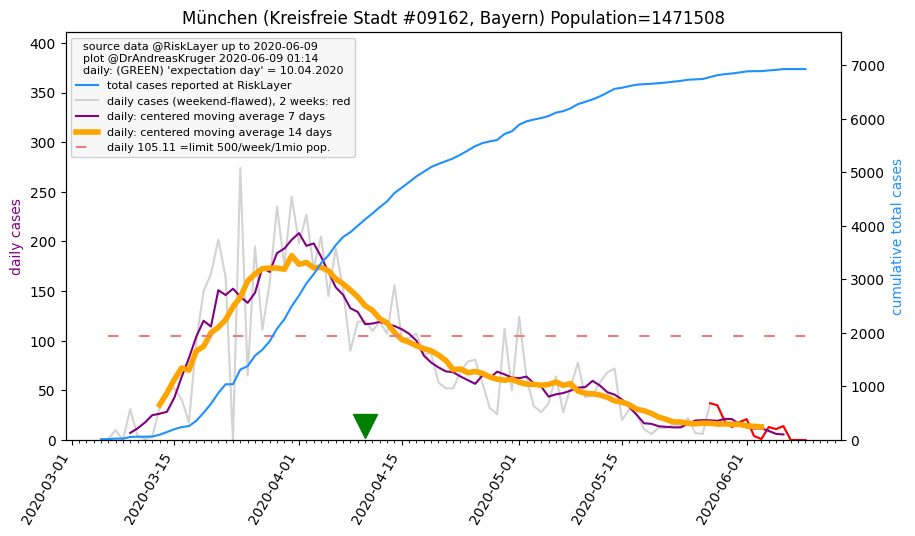 München (Kreisfreie Stadt #09162, Bayern) Population=1471508
source data @RiskLayer up to 2020-06-09
plot @DrAndreasKruger 2020-06-09 01:14
daily: (GREEN) 'expectation day' = 10.04.2020
total cases reported at RiskLayer
daily cases (weekend-flawed), 2 weeks: red
daily: centered moving average 7 days
daily: centered moving average 14 days
daily 105.11 =limit 500/week/1mio pop.
daily cases
400
350
300
250
200
150
100
50
0
cumulative total cases
7000
6000
5000
4000
3000
2000
1000
0
2020-03-01
2020-03-15
2020-04-01
2020-04-15
2020-05-01
2020-05-15
2020-06-01